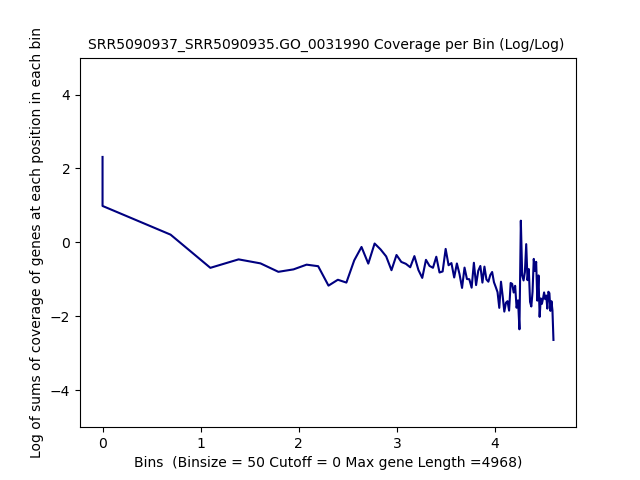 SRR5090937_SRR5090935.GO_0031990 Coverage per Bin (Log/Log)
Log of sums of coverage of genes at each position in each bin
4
2
0
−2
−4
0 1 2 3 4
Bins  (Binsize = 50 Cutoff = 0 Max gene Length =4968)